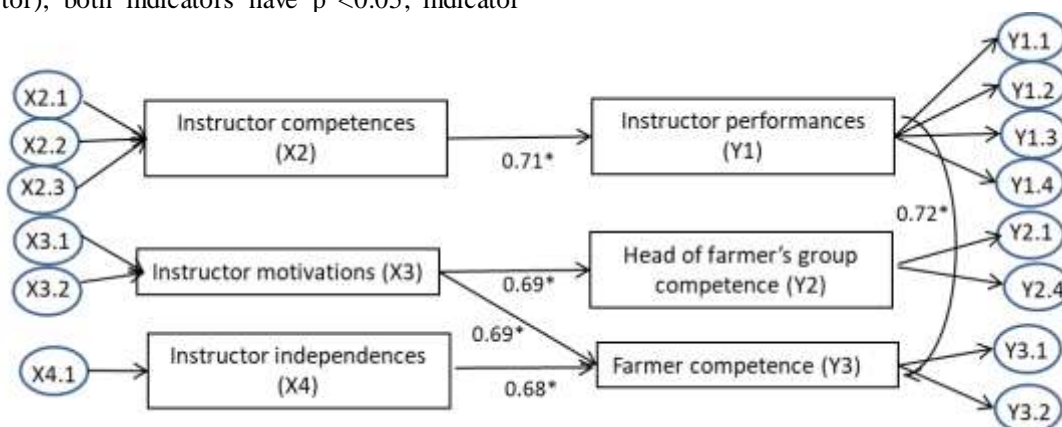 tor), both indicators have p <0.05; indicator
X2.1
X2.2
X2.3
X3.1
X3.2
X4.1
Instructor competences
(X2)
Instructor motivations (X3)
Instructor independences
(X4)
0.71*
0.69*
0.69*
0.68*
Instructor performances
(Y1)
Head of farmer's group
competence (Y2)
Farmer competence (Y3)
0.72*
Y1.1
Y1.2
Y1.3
Y1.4
Y2.1
Y2.4
Y3.1
Y3.2